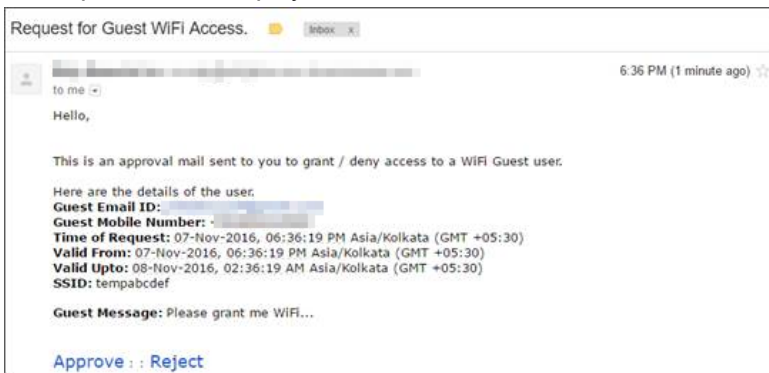 Request for Guest WiFi Access.
Inbox x
6:36 PM (1 minute ago)
to me
Hello,
This is an approval mail sent to you to grant / deny access to a WiFi Guest user.
Here are the details of the user.
Guest Email ID:
Guest Mobile Number:
Time of Request: 07-Nov-2016, 06:36:19 PM Asia/Kolkata (GMT +05:30)
Valid From: 07-Nov-2016, 06:36:19 PM Asia/Kolkata (GMT +05:30)
Valid Upto: 08-Nov-2016, 02:36:19 AM Asia/Kolkata (GMT +05:30)
SSID: tempabcdef
Guest Message: Please grant me WiFi...
Approve : : Reject